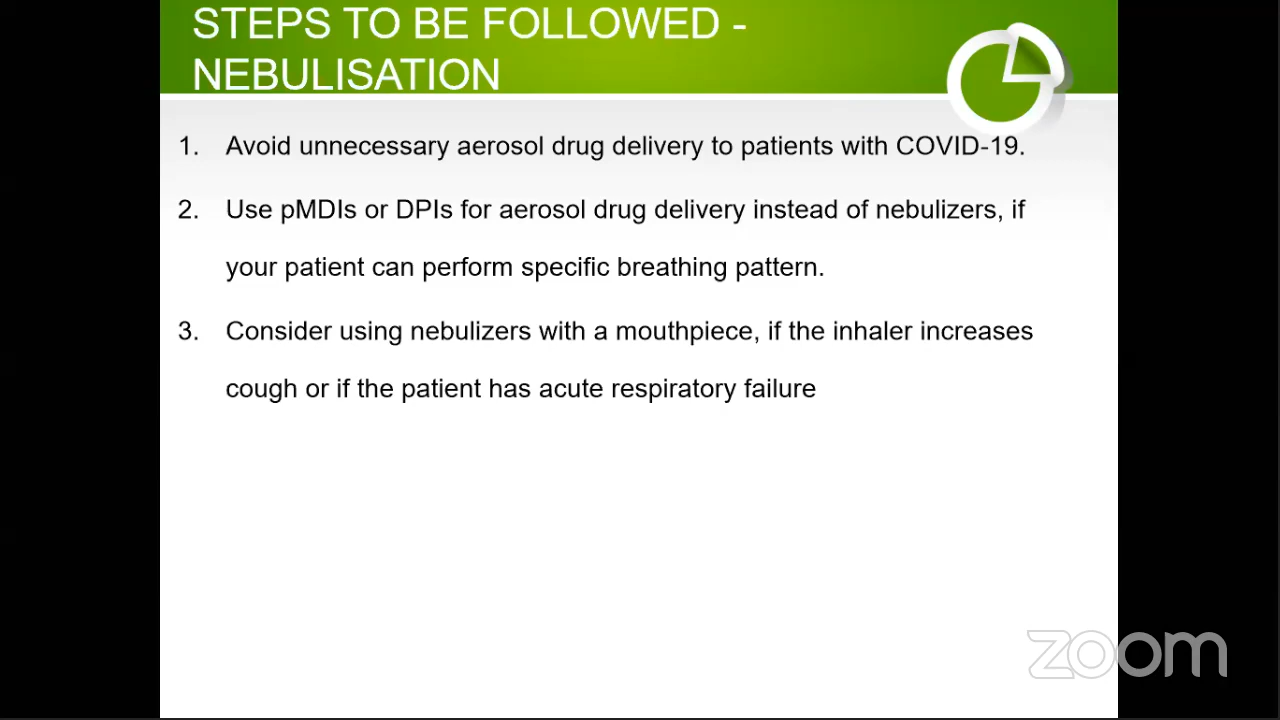 STEPS TO BE FOLLOWED -
NEBULISATION
1. Avoid unnecessary aerosol drug delivery to patients with COVID-19.
2. Use pMDIs or DPIs for aerosol drug delivery instead of nebulizers, if
your patient can perform specific breathing pattern.
3. Consider using nebulizers with a mouthpiece, if the inhaler increases
cough or if the patient has acute respiratory failure
zoom